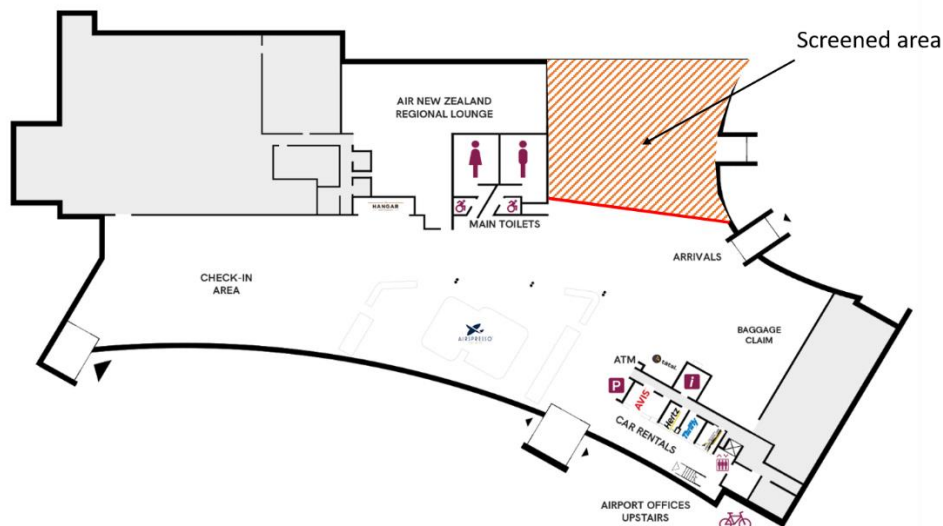 Screened area
AIR NEW ZEALAND
REGIONAL LOUNGE
HANGAR
MAIN TOILETS
ARRIVALS
CHECK-IN
AREA
AIRSPRESSO
BAGGAGE
CLAIM
ATM
P
i
AVIS
Hertz
Thrifty
CAR RENTALS
AIRPORT OFFICES
UPSTAIRS